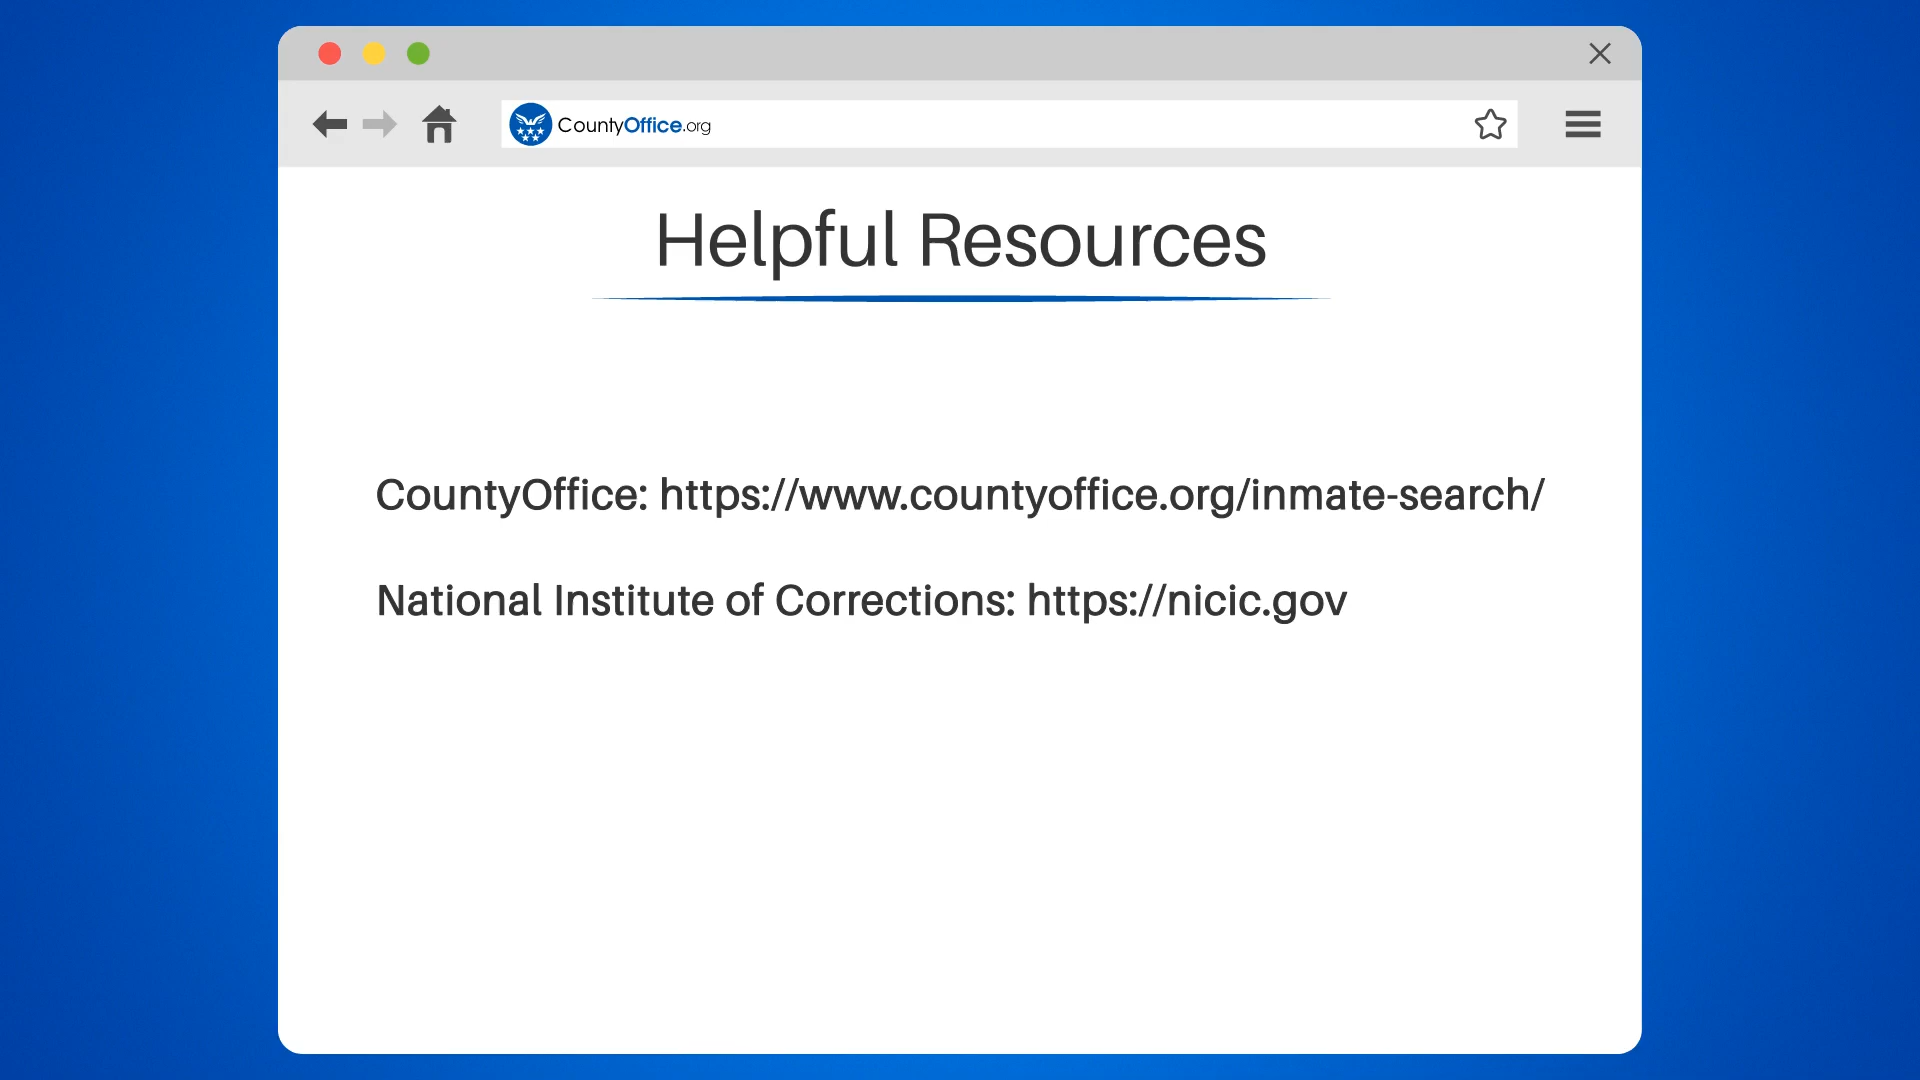 CountyOffice.org
Helpful Resources
CountyOffice: https://www.countyoffice.org/inmate-search/
National Institute of Corrections: https://nicic.gov